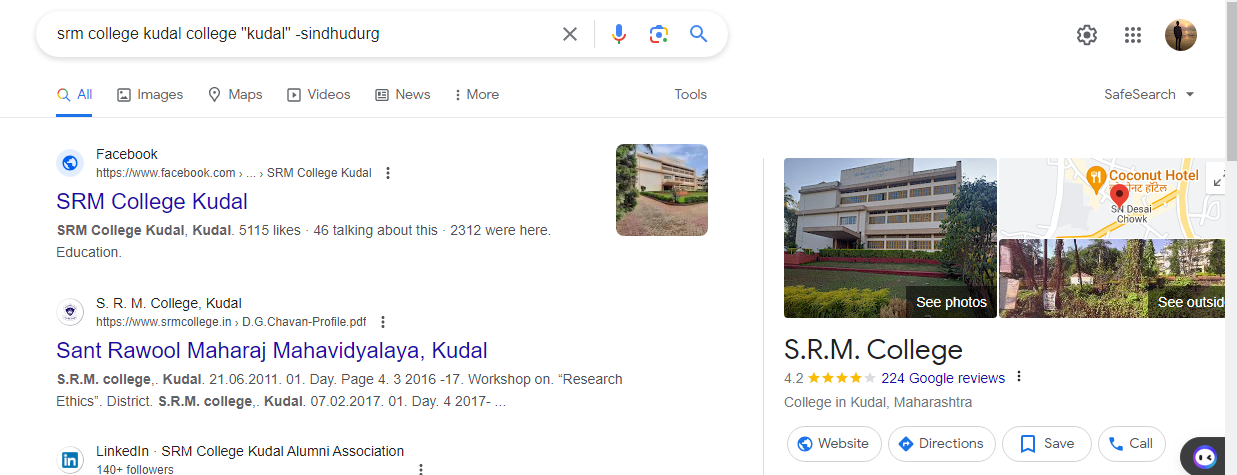 srm college kudal college "kudal" -sindhudurg
All
Images
Maps
Videos
News
More
Tools
SafeSearch
Facebook
https://www.facebook.com › ... › SRM College Kudal
SRM College Kudal
SRM College Kudal, Kudal. 5115 likes · 46 talking about this · 2312 were here.
Education.
S. R. M. College, Kudal
https://www.srmcollege.in › D.G.Chavan-Profile.pdf
Sant Rawool Maharaj Mahavidyalaya, Kudal
S.R.M. college,. Kudal. 21.06.2011. 01. Day. Page 4. 3 2016 -17. Workshop on. “Research
Ethics”. District. S.R.M. college,. Kudal. 07.02.2017. 01. Day. 4 2017- ...
LinkedIn · SRM College Kudal Alumni Association
140+ followers
Coconut Hotel
SN Desai
Chowk
See photos
See outsid
S.R.M. College
4.2
224 Google reviews
College in Kudal, Maharashtra
Website
Directions
Save
Call